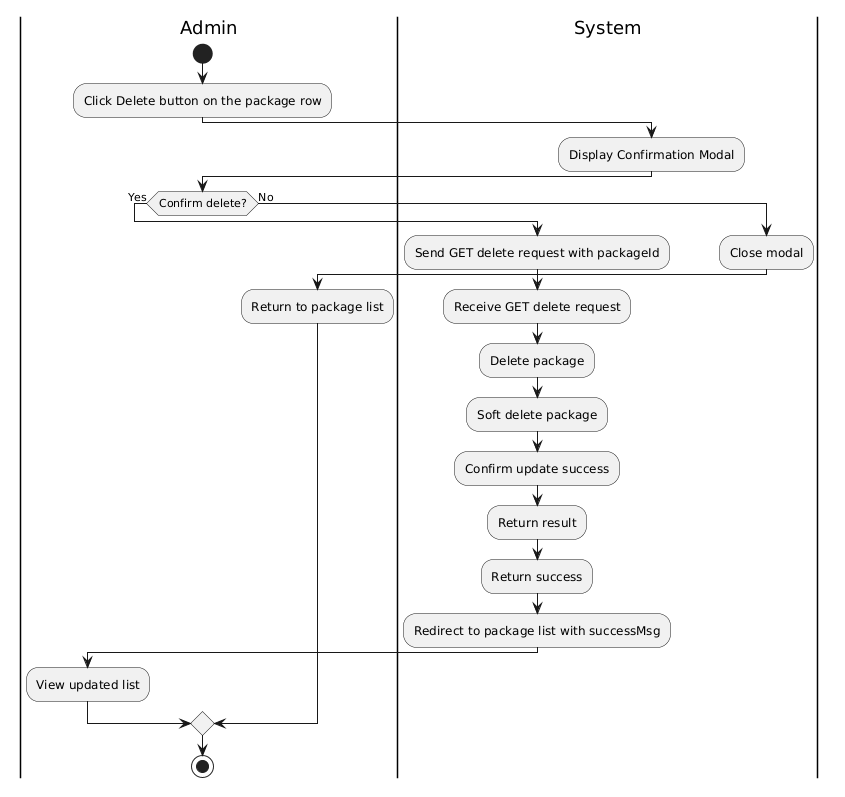 Admin
System
Click Delete button on the package row
Display Confirmation Modal
Yes
Confirm delete?
No
Send GET delete request with packageId
Close modal
Return to package list
Receive GET delete request
Delete package
Soft delete package
Confirm update success
Return result
Return success
Redirect to package list with successMsg
View updated list